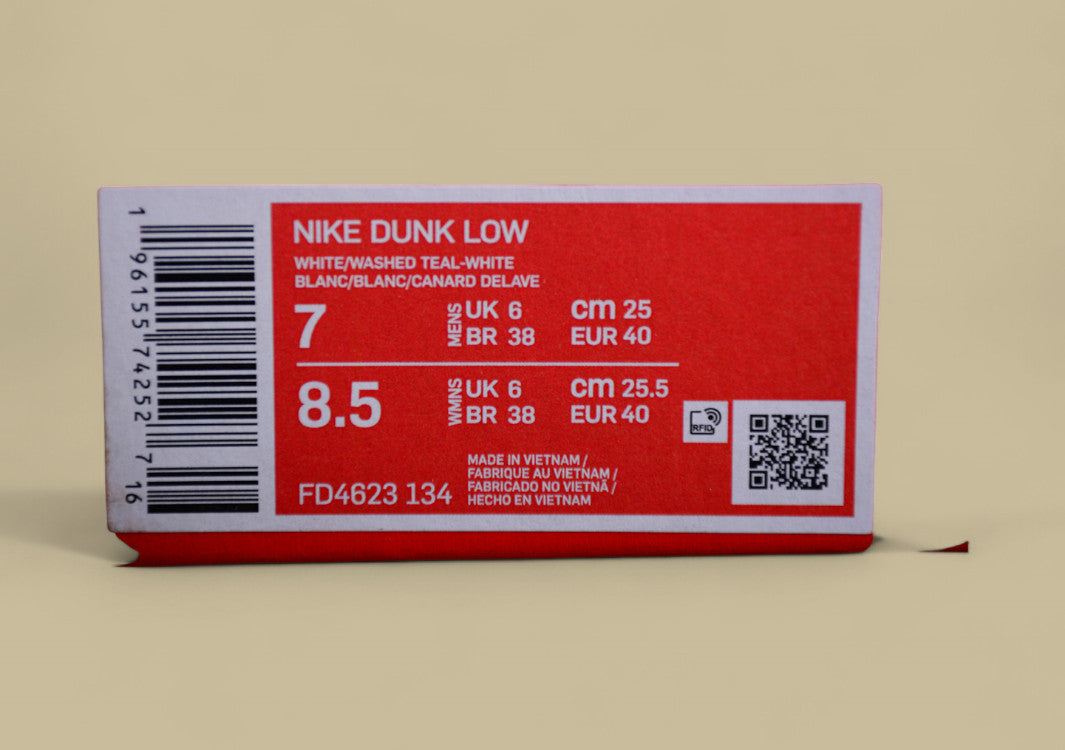 1 96155 74252 7 16
NIKE DUNK LOW
WHITE/WASHED TEAL-WHITE
BLANC/BLANC/CANARD DELAVE
7 MENS UK 6 cm 25
BR 38 EUR 40
8.5 WMNS UK 6 cm 25.5
BR 38 EUR 40
RFID
MADE IN VIETNAM /
FABRIQUE AU VIETNAM /
FABRICADO NO VIETNÃ /
HECHO EN VIETNAM
FD4623 134